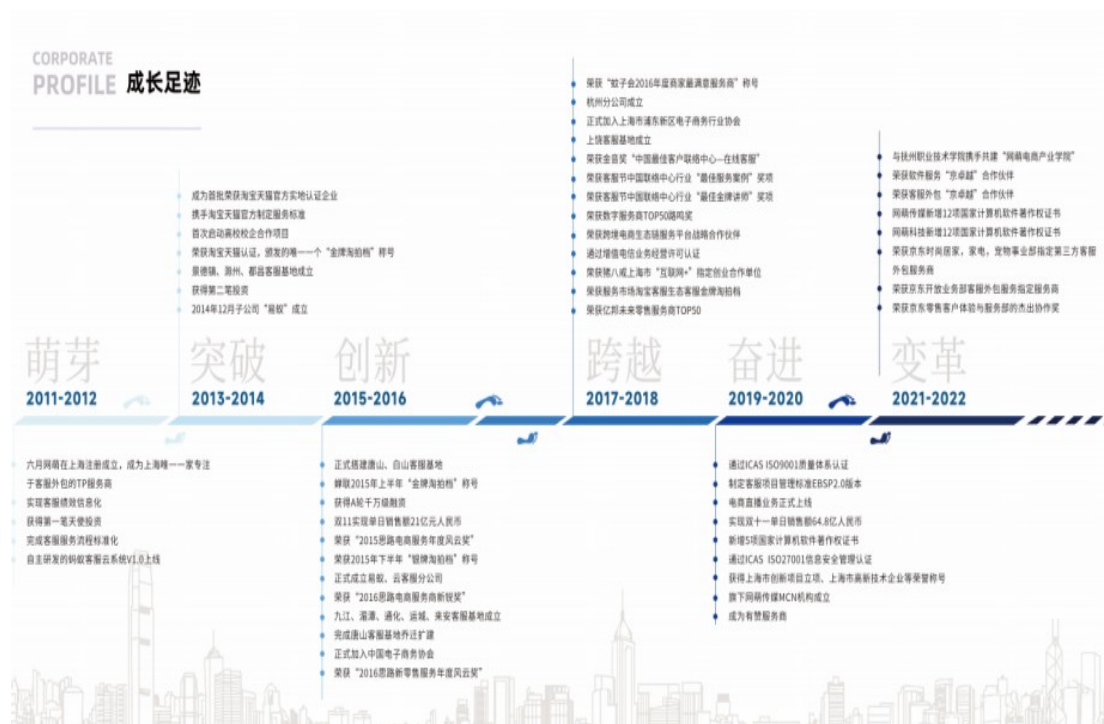 CORPORATE
PROFILE 成长足迹
萌芽
2011-2012
六月网萌在上海注册成立，成为上海唯一一家专注
于客服外包的TP服务商
实现客服绩效信息化
获得第一笔天使投资
完成客服服务流程标准化
自主研发的蚂蚁客服云系统V1.0上线
成为首批荣获淘宝天猫官方实地认证企业
携手淘宝天猫官方制定服务标准
首次启动高校校企合作项目
荣获淘宝天猫认证，颁发的唯一一个“金牌淘拍档”称号
景德镇、滁州、都昌客服基地成立
获得第二笔投资
2014年12月子公司“易蚁”成立
突破
2013-2014
创新
2015-2016
正式搭建唐山、白山客服基地
蝉联2015年上半年“金牌淘拍档”称号
获得A轮千万级融资
双11实现单日销售额21亿元人民币
荣获“2015思路电商服务年度风云奖”
荣获2015年下半年“银牌淘拍档”称号
正式成立易蚁、云客服分公司
荣获“2016思路电商服务商新锐奖”
九江、湄潭、通化、运城、来安客服基地成立
完成唐山客服基地乔迁扩建
正式加入中国电子商务协会
荣获“2016思路新零售服务年度风云奖”
荣获“蚊子会2016年度商家最满意服务商”称号
杭州分公司成立
正式加入上海市浦东新区电子商务行业协会
上饶客服基地成立
荣获金音奖“中国最佳客户联络中心—在线客服”
荣获客服节中国联络中心行业“最佳服务案例”奖项
荣获客服节中国联络中心行业“最佳金牌讲师”奖项
荣获数字服务商TOP50路鸣奖
荣获跨境电商生态链服务平台战略合作伙伴
通过增值电信业务经营许可认证
荣获猪八戒上海市“互联网+”指定创业合作单位
荣获服务市场淘宝客服生态客服金牌淘拍档
荣获亿邦未来零售服务商TOP50
跨越
2017-2018
奋进
2019-2020
通过ICAS ISO9001质量体系认证
制定客服项目管理标准EBSP2.0版本
电商直播业务正式上线
实现双十一单日销售额64.8亿人民币
新增5项国家计算机软件著作权证书
通过ICAS ISO27001信息安全管理认证
获得上海市创新项目立项、上海市高新技术企业等荣誉称号
旗下网萌传媒MCN机构成立
成为有赞服务商
与抚州职业技术学院携手共建“网萌电商产业学院”
荣获软件服务“京卓越”合作伙伴
荣获客服外包“京卓越”合作伙伴
网萌传媒新增12项国家计算机软件著作权证书
网萌科技新增12项国家计算机软件著作权证书
荣获京东时尚居家，家电，宠物事业部指定第三方客服
外包服务商
荣获京东开放业务部客服外包服务指定服务商
荣获京东零售客户体验与服务部的杰出协作奖
变革
2021-2022